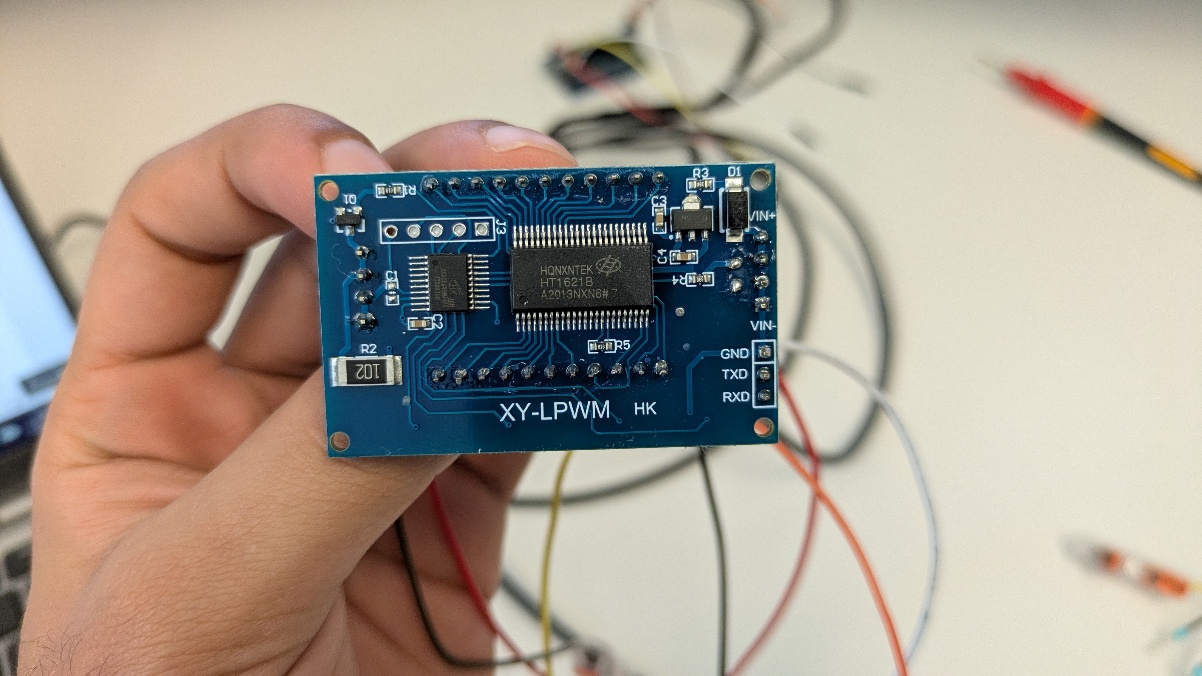 R3 D1
R1
Q1
C3
VIN+
J3
HQNXNTEK
HT1621B
A2013NXN6#7
C4
C1
R4
C2
VIN-
R2
R5
GND
102
TXD
RXD
XY-LPWM HK